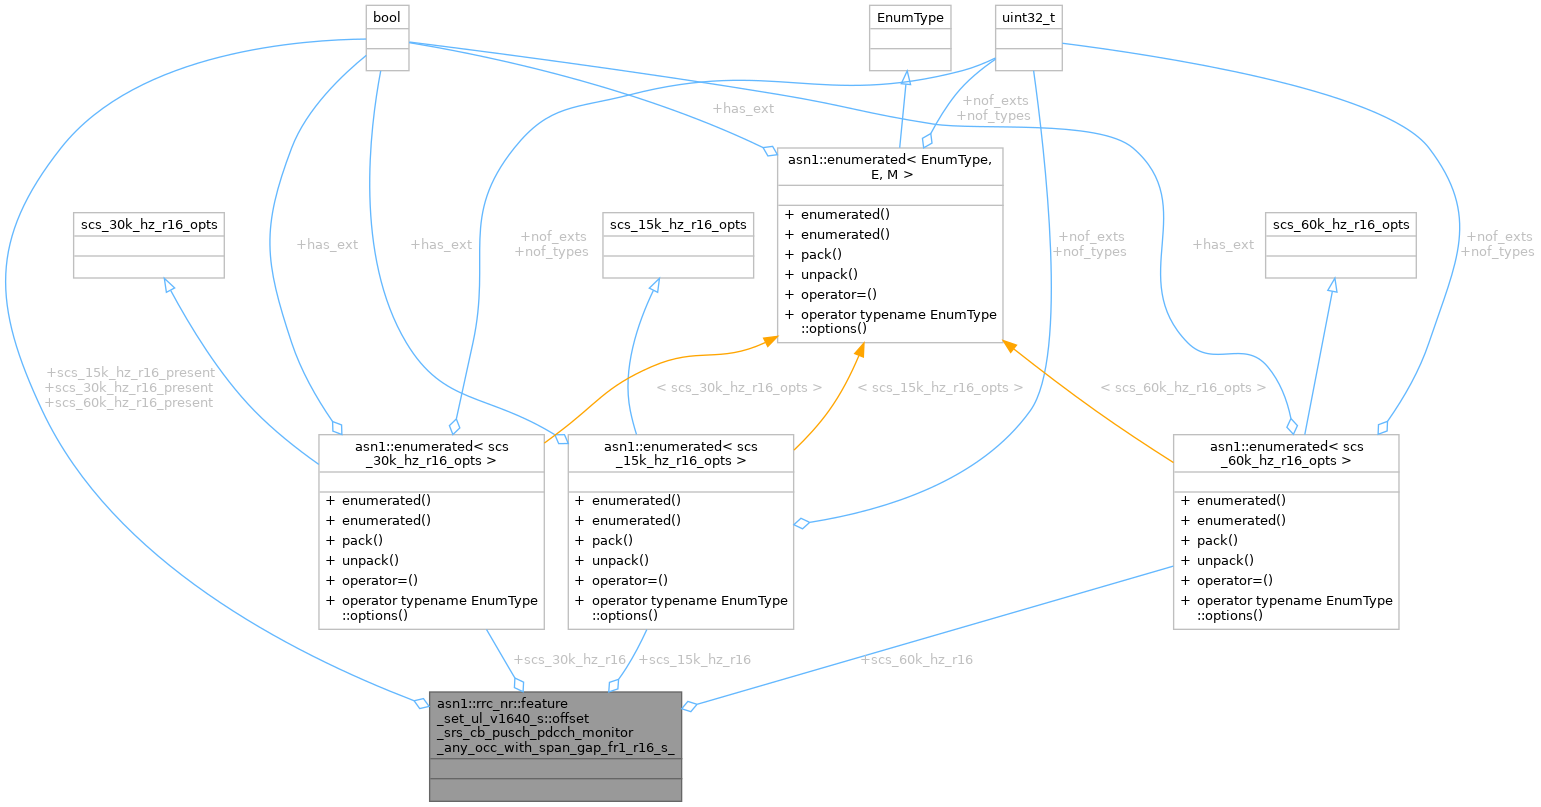 bool
EnumType
uint32_t
+has_ext
+nof_exts
+nof_types
asn1::enumerated< EnumType,
E, M >
+ enumerated()
+ enumerated()
+ pack()
+ unpack()
+ operator=()
+ operator typename EnumType
::options()
scs_30k_hz_r16_opts
scs_15k_hz_r16_opts
scs_60k_hz_r16_opts
+has_ext
+has_ext
+nof_exts
+nof_types
+nof_exts
+nof_types
+has_ext
+nof_exts
+nof_types
+scs_15k_hz_r16_present
+scs_30k_hz_r16_present
+scs_60k_hz_r16_present
< scs_30k_hz_r16_opts >
< scs_15k_hz_r16_opts >
< scs_60k_hz_r16_opts >
asn1::enumerated< scs
_30k_hz_r16_opts >
+ enumerated()
+ enumerated()
+ pack()
+ unpack()
+ operator=()
+ operator typename EnumType
::options()
asn1::enumerated< scs
_15k_hz_r16_opts >
+ enumerated()
+ enumerated()
+ pack()
+ unpack()
+ operator=()
+ operator typename EnumType
::options()
asn1::enumerated< scs
_60k_hz_r16_opts >
+ enumerated()
+ enumerated()
+ pack()
+ unpack()
+ operator=()
+ operator typename EnumType
::options()
+scs_30k_hz_r16
+scs_15k_hz_r16
+scs_60k_hz_r16
asn1::rrc_nr::feature
_set_ul_v1640_s::offset
_srs_cb_pusch_pdcch_monitor
_any_occ_with_span_gap_fr1_r16_s_